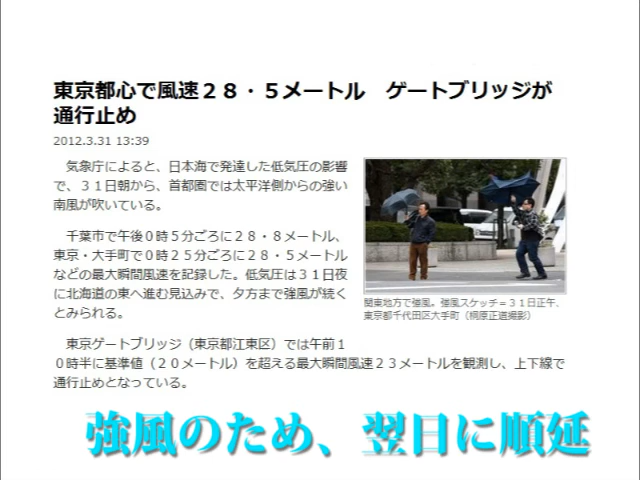 東京都心で風速２８・５メートル　ゲートブリッジが
通行止め
2012.3.31 13:39
気象庁によると、日本海で発達した低気圧の影響
で、３１日朝から、首都圏では太平洋側からの強い
南風が吹いている。
千葉市で午後０時５分ごろに２８・８メートル、
東京・大手町で０時２５分ごろに２８・５メートル
などの最大瞬間風速を記録した。低気圧は３１日夜
に北海道の東へ進む見込みで、夕方まで強風が続く
とみられる。
関東地方で強風。強風スケッチ＝３１日正午、
東京都千代田区大手町（桐原正道撮影）
東京ゲートブリッジ（東京都江東区）では午前１
０時半に基準値（２０メートル）を超える最大瞬間風速２３メートルを観測し、上下線で
通行止めとなっている。
強風のため、翌日に順延